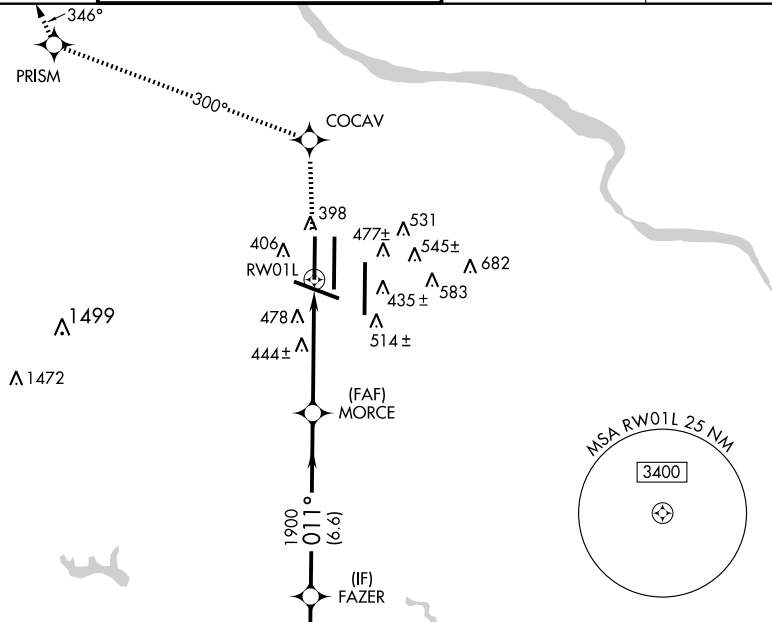 346°
PRISM
300°
COCAV
398
531
477±
406
545±
RW01L
682
583
435±
1499
478
514±
444±
1472
(FAF)
MORCE
MSA RW01L 25 NM
3400
1900
011°
(6.6)
(IF)
FAZER